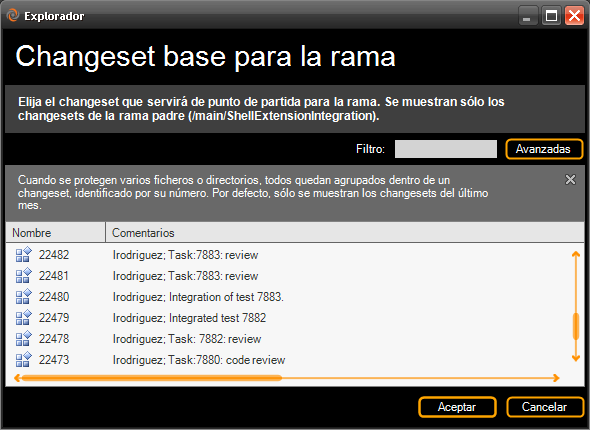 Explorador
Changeset base para la rama
Elija el changeset que servirá de punto de partida para la rama. Se muestran sólo los
changesets de la rama padre (/main/ShellExtensionIntegration).
Filtro: Avanzadas
Cuando se protegen varios ficheros o directorios, todos quedan agrupados dentro de un
changeset, identificado por su número. Por defecto, sólo se muestran los changesets del último
mes.
Nombre Comentarios
22482 lrodriguez; Task:7883: review
22481 lrodriguez; Task:7883: review
22480 lrodriguez; Integration of test 7883.
22479 lrodriguez; Integrated test 7882
22478 lrodriguez; Task: 7882: review
22473 lrodriguez; Task:7880: code review
Aceptar Cancelar